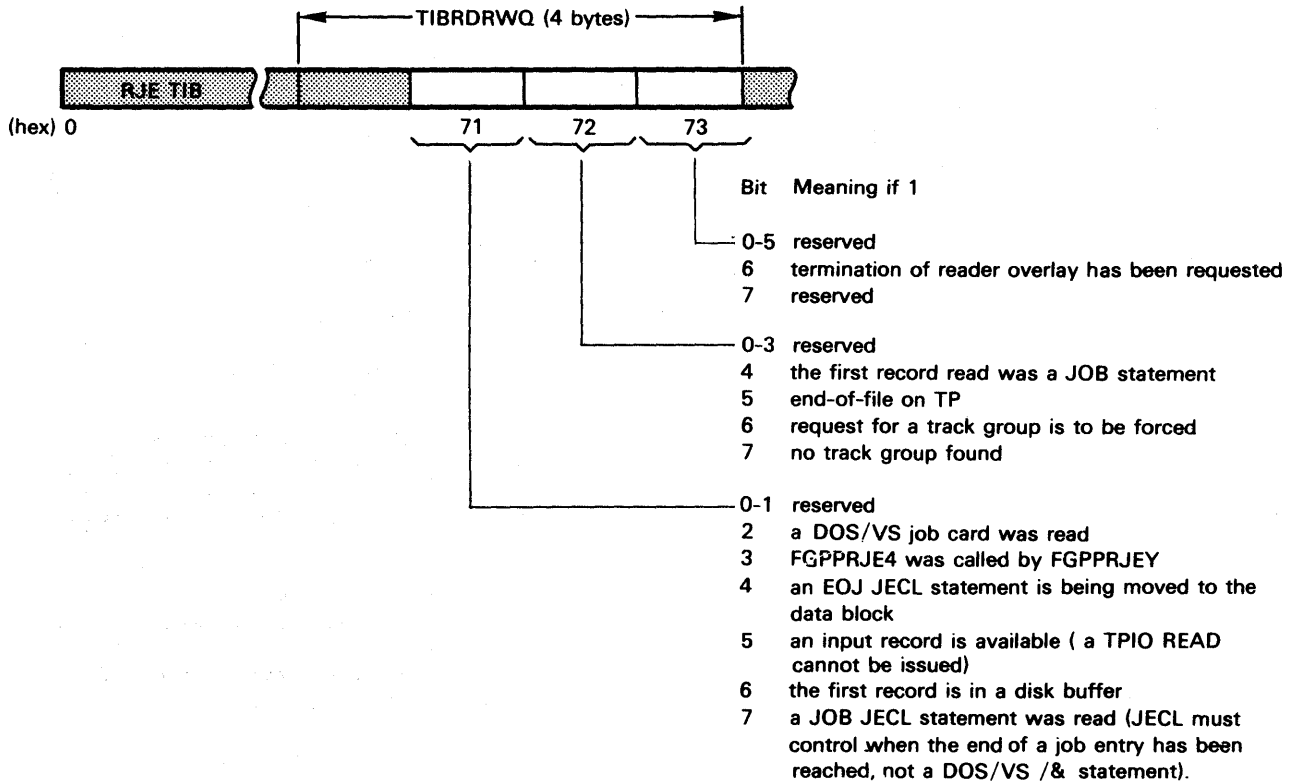 TIBRDRWQ (4 bytes)
RJE TIB
(hex) 0
71 72 73
Bit Meaning if 1
0-5 reserved
6 termination of reader overlay has been requested
7 reserved
0-3 reserved
4 the first record read was a JOB statement
5 end-of-file on TP
6 request for a track group is to be forced
7 no track group found
0-1 reserved
2 a DOS/VS job card was read
3 FGPPRJE4 was called by FGPPRJEY
4 an EOJ JECL statement is being moved to the
data block
5 an input record is available ( a TPIO READ
cannot be issued)
6 the first record is in a disk buffer
7 a JOB JECL statement was read (JECL must
control when the end of a job entry has been
reached, not a DOS/VS /& statement).